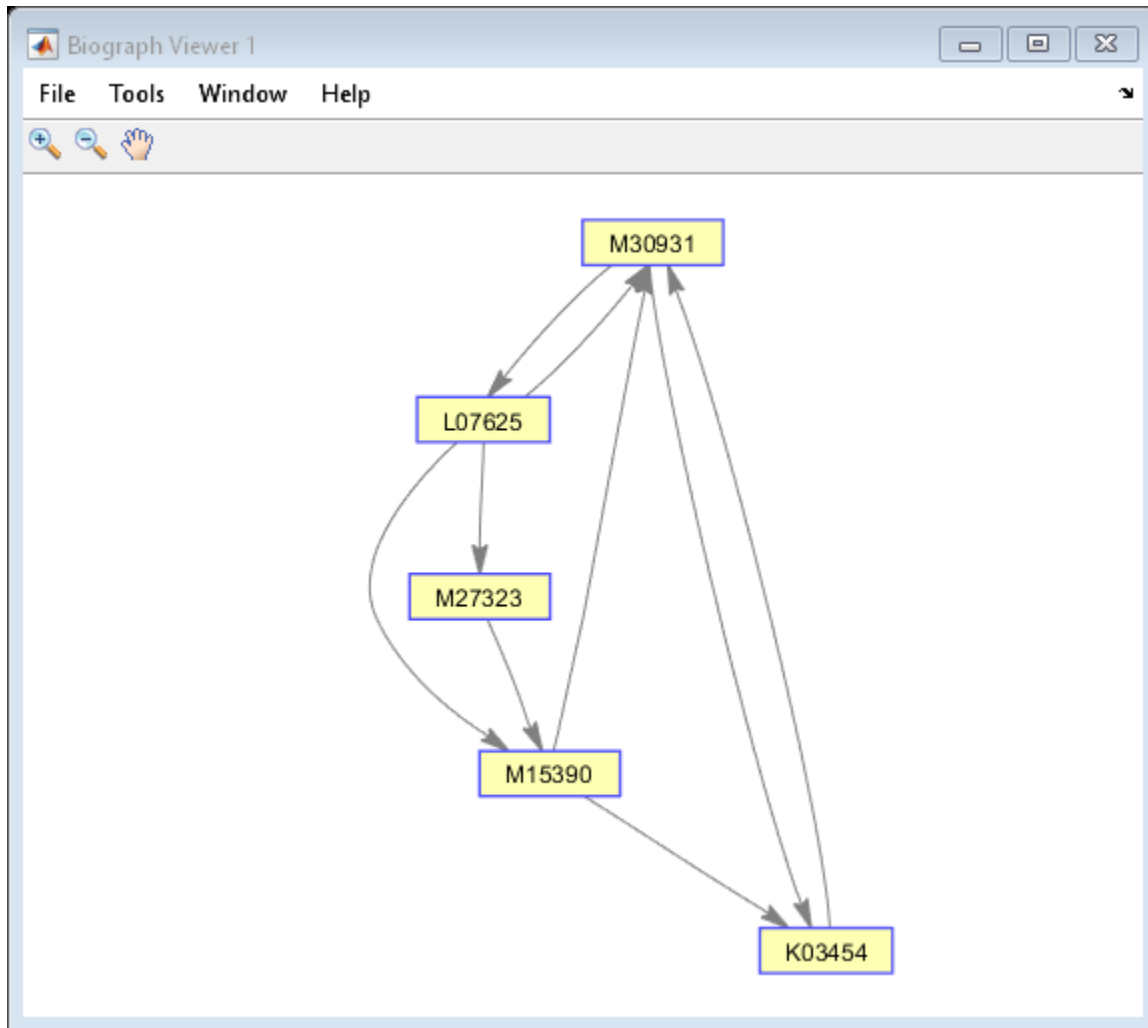 Biograph Viewer 1
File Tools Window Help
M30931
L07625
M27323
M15390
K03454